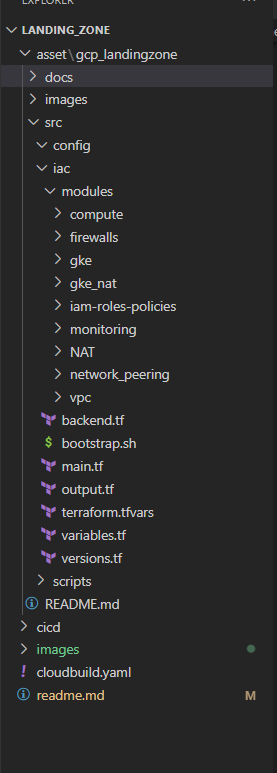 EXPLORER
LANDING_ZONE
asset\gcp_landingzone
docs
images
src
config
iac
modules
compute
firewalls
gke
gke_nat
iam-roles-policies
monitoring
NAT
network_peering
vpc
backend.tf
$ bootstrap.sh
main.tf
output.tf
terraform.tfvars
variables.tf
versions.tf
scripts
README.md
cicd
images
! cloudbuild.yaml
readme.md M